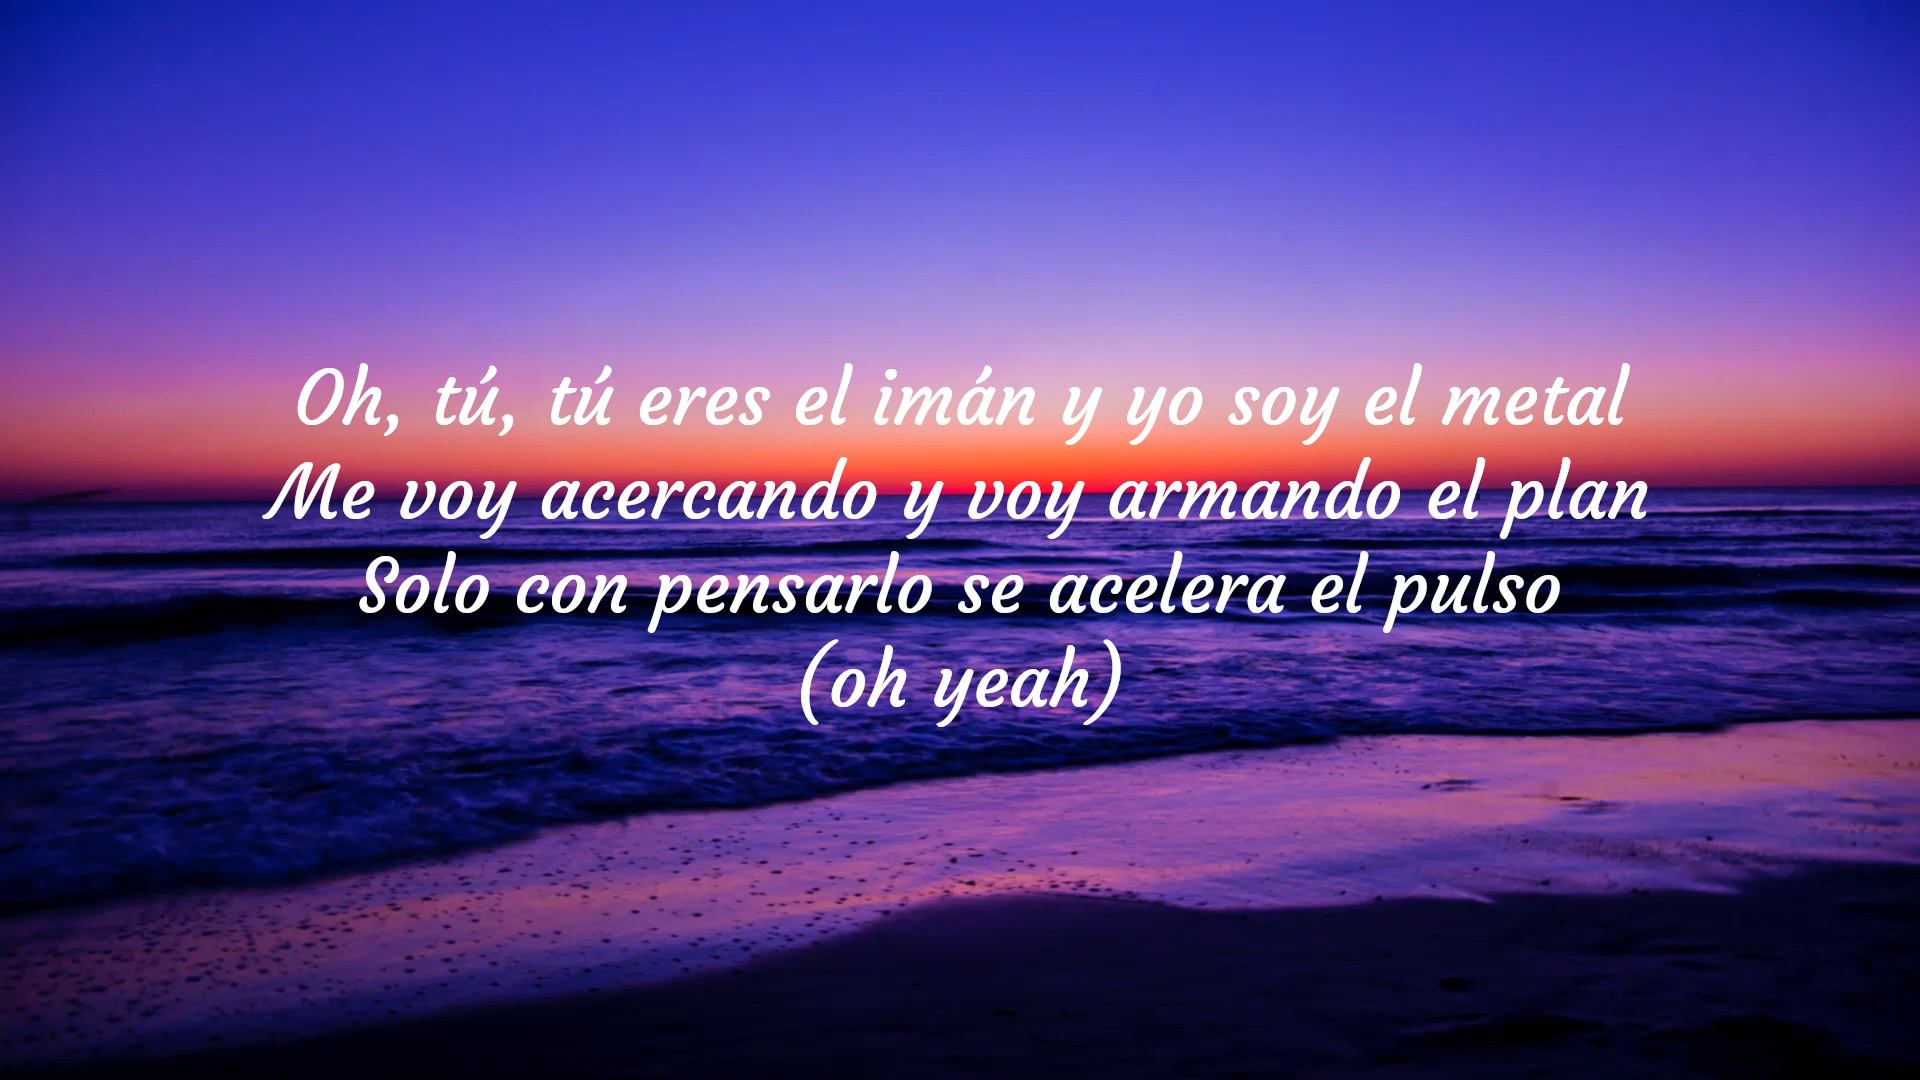 Oh, tú, tú eres el imán y yo soy el metal
Me voy acercando y voy armando el plan
Solo con pensarlo se acelera el pulso
(oh yeah)